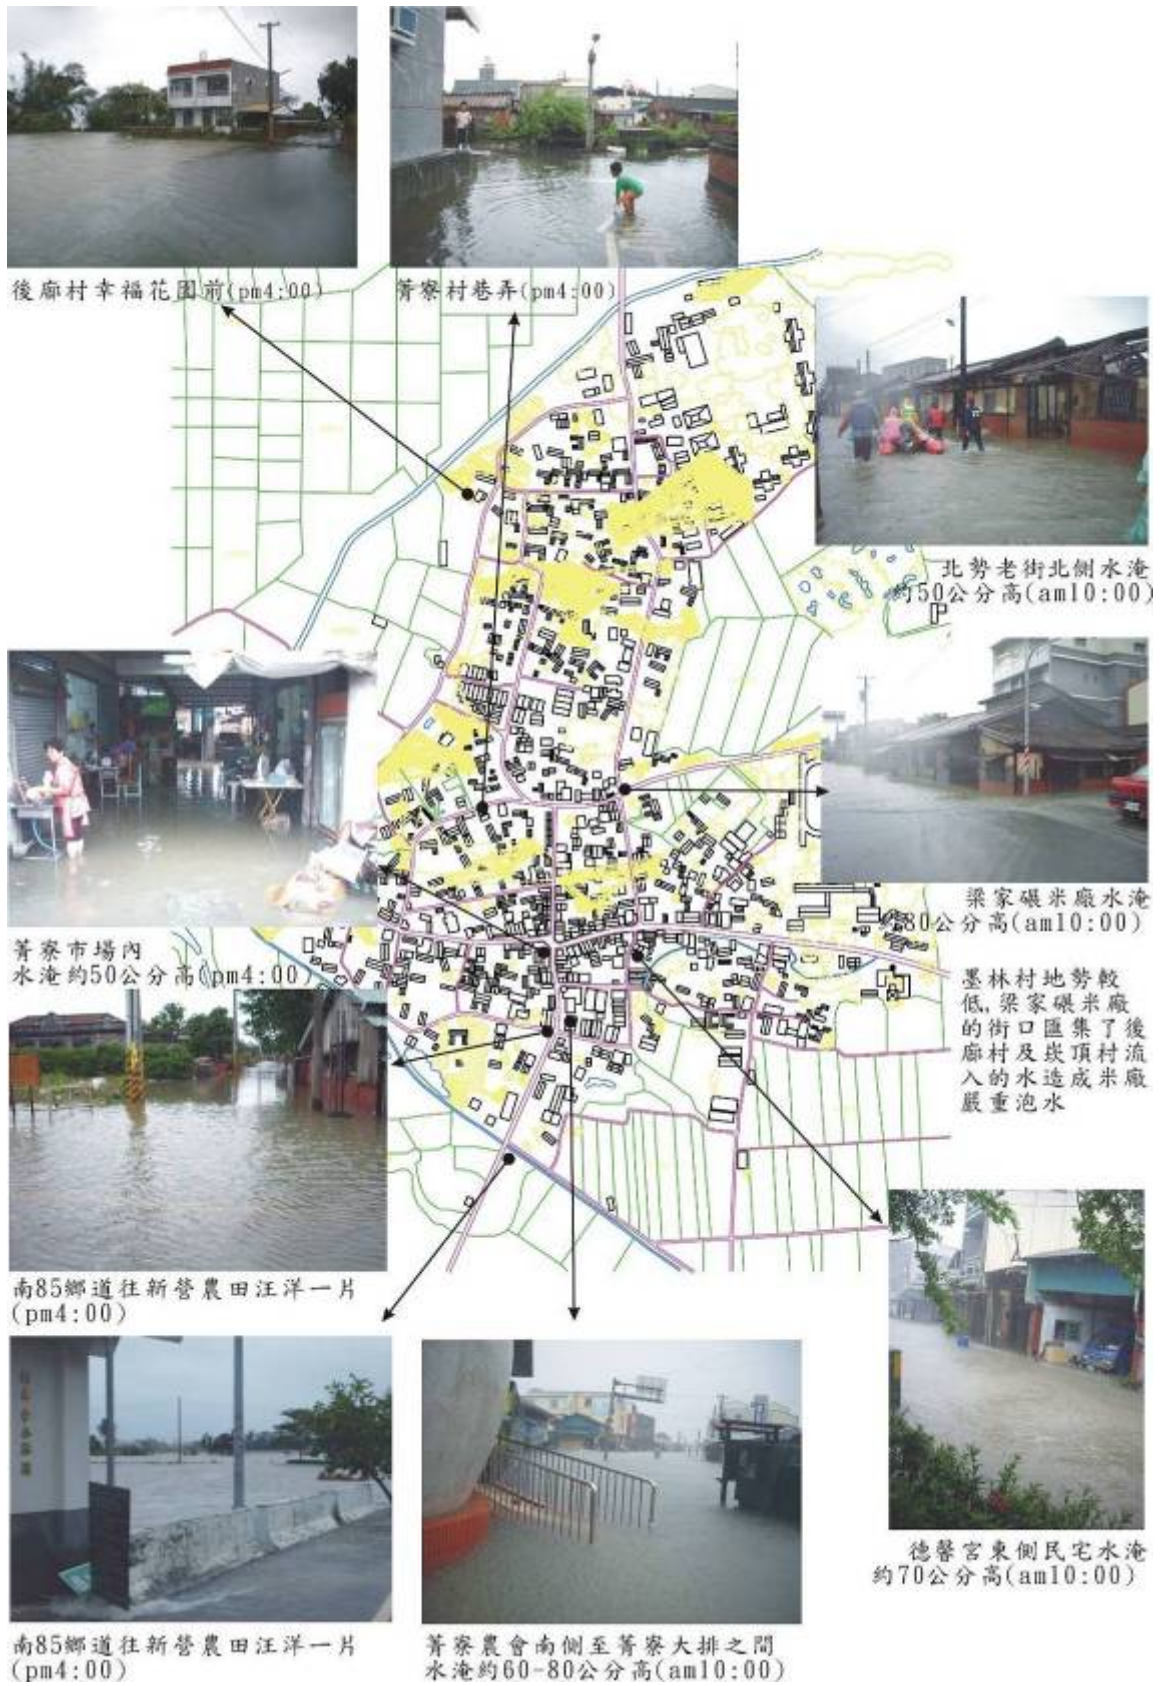 後廍村幸福花園前(pm4:00)
菁寮村巷弄(pm4:00)
北勢老街北側水淹
約50公分高(am10:00)
梁家碾米廠水淹
約80公分高(am10:00)
菁寮市場內
水淹約50公分高(pm4:00)
墨林村地勢較
低,梁家碾米廠
的街口匯集了後
廍村及崁頂村流
入的水造成米廠
嚴重泡水
南85鄉道往新營農田汪洋一片
(pm4:00)
德馨宮東側民宅水淹
約70公分高(am10:00)
南85鄉道往新營農田汪洋一片
(pm4:00)
菁寮農會南側至菁寮大排之間
水淹約60-80公分高(am10:00)